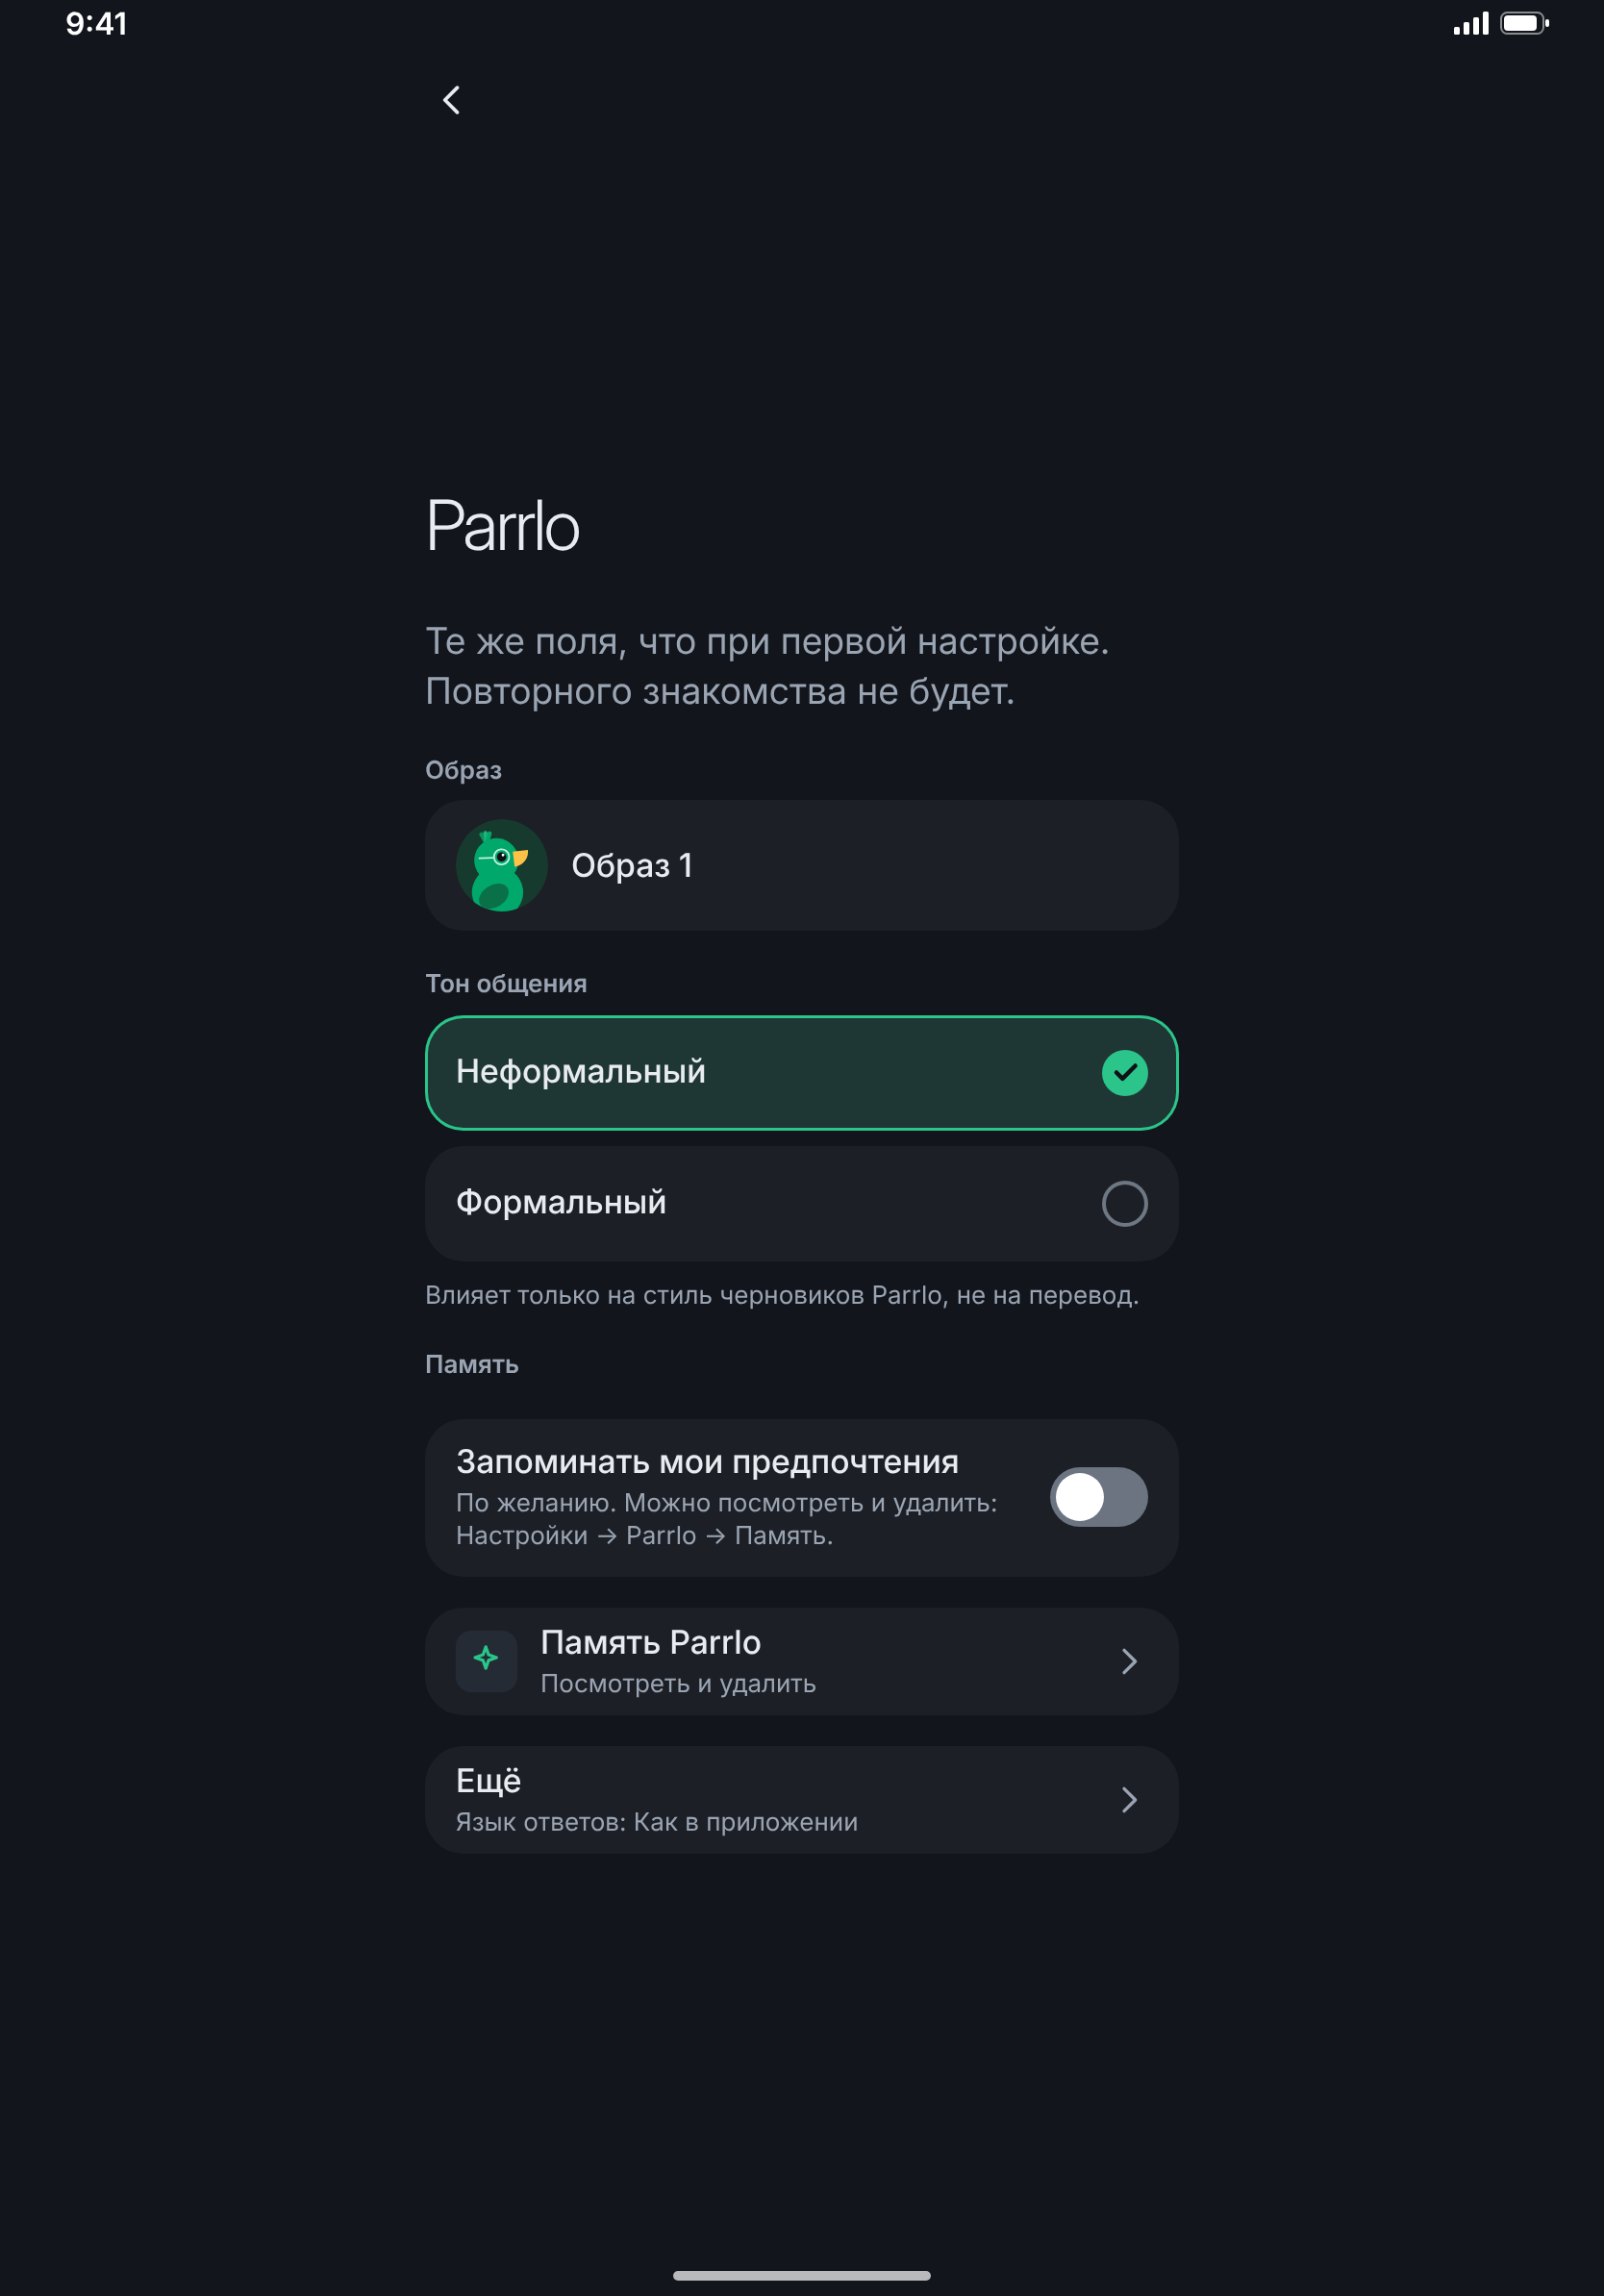 9:41
Parrlo
Те же поля, что при первой настройке.
Повторного знакомства не будет.
Образ
Образ 1
Тон общения
Неформальный
Формальный
Влияет только на стиль черновиков Parrlo, не на перевод.
Память
Запоминать мои предпочтения
По желанию. Можно посмотреть и удалить:
Настройки → Parrlo → Память.
Память Parrlo
Посмотреть и удалить
Ещё
Язык ответов: Как в приложении